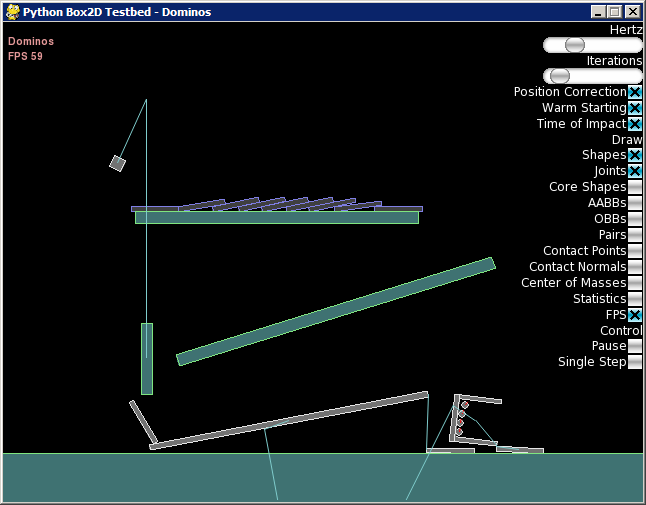 Python Box2D Testbed - Dominos
Dominos
FPS 59
Hertz
Iterations
Position Correction
Warm Starting
Time of Impact
Draw
Shapes
Joints
Core Shapes
AABBs
OBBs
Pairs
Contact Points
Contact Normals
Center of Masses
Statistics
FPS
Control
Pause
Single Step